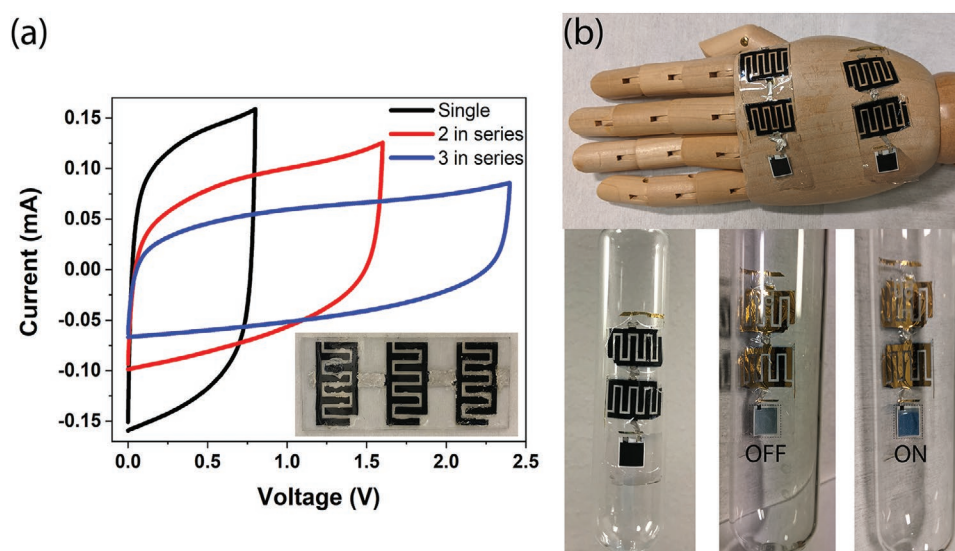 (a)
(b)
Single
2 in series
3 in series
0.15
0.10
0.05
0.00
-0.05
-0.10
-0.15
Current (mA)
0.0
0.5
1.0
1.5
2.0
2.5
Voltage (V)
OFF
ON